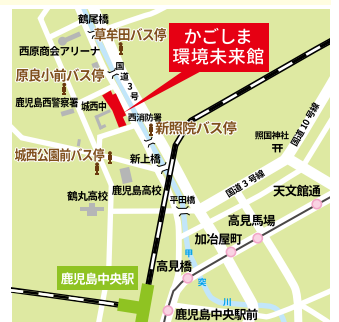 鶴尾橋
草牟田バス停
かごしま
環境未来館
西原商会アリーナ
原良小前バス停
国道3号
鹿児島西警察署
城西中
西消防署
新照院バス停
照国神社
国道10号線
城西公園前バス停
新上橋
鶴丸高校
鹿児島高校
平田橋
国道3号線
天文館通
高見馬場
加治屋町
甲突川
高見橋
鹿児島中央駅
鹿児島中央駅前